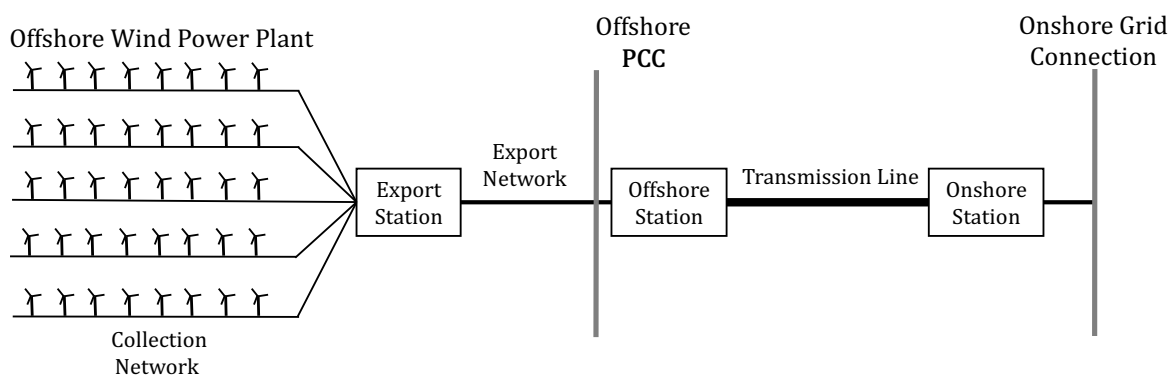 Offshore Wind Power Plant
Collection
Network
Export
Station
Export
Network
Offshore
PCC
Offshore
Station
Transmission Line
Onshore
Station
Onshore Grid
Connection